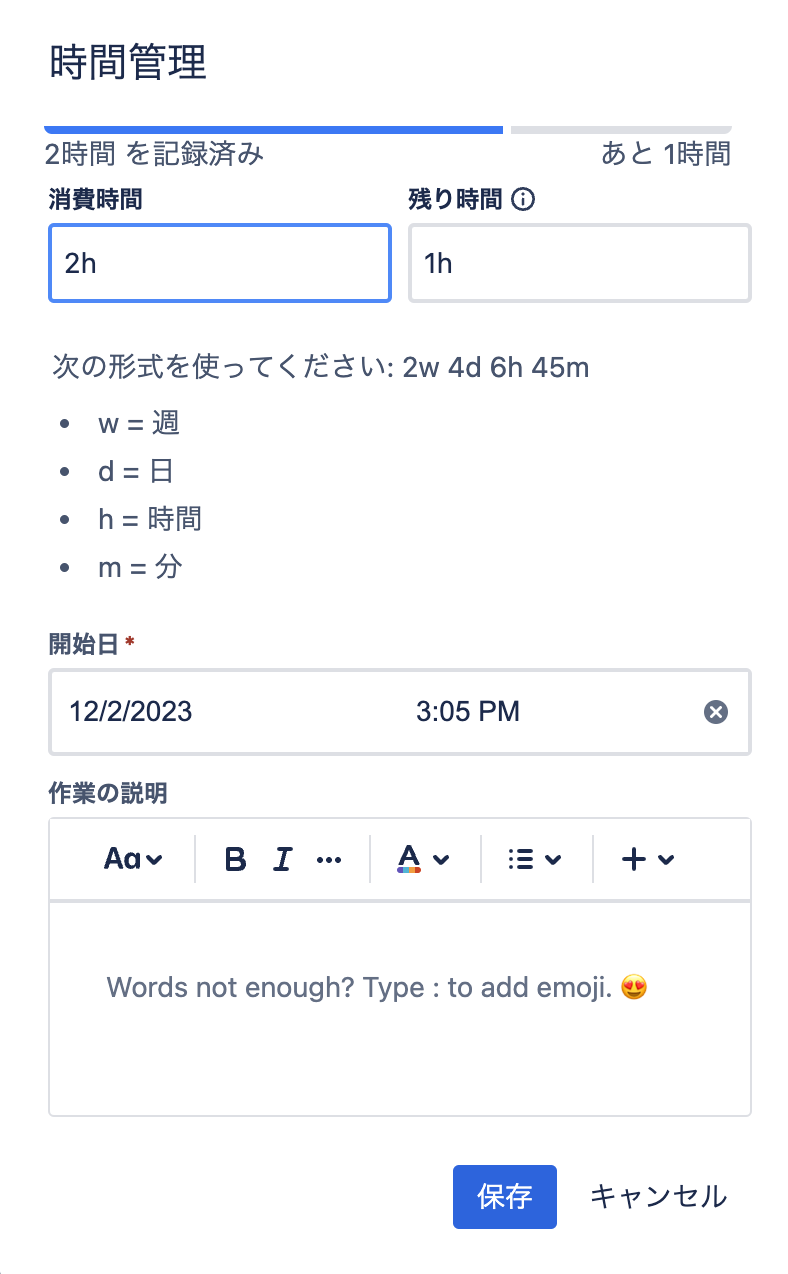 時間管理
2時間 を記録済み あと 1時間
消費時間 残り時間
2h 1h
次の形式を使ってください: 2w 4d 6h 45m
• w = 週
• d = 日
• h = 時間
• m = 分
開始日*
12/2/2023 3:05 PM
作業の説明
Aa B I ... A +
Words not enough? Type : to add emoji. 😍
保存 キャンセル